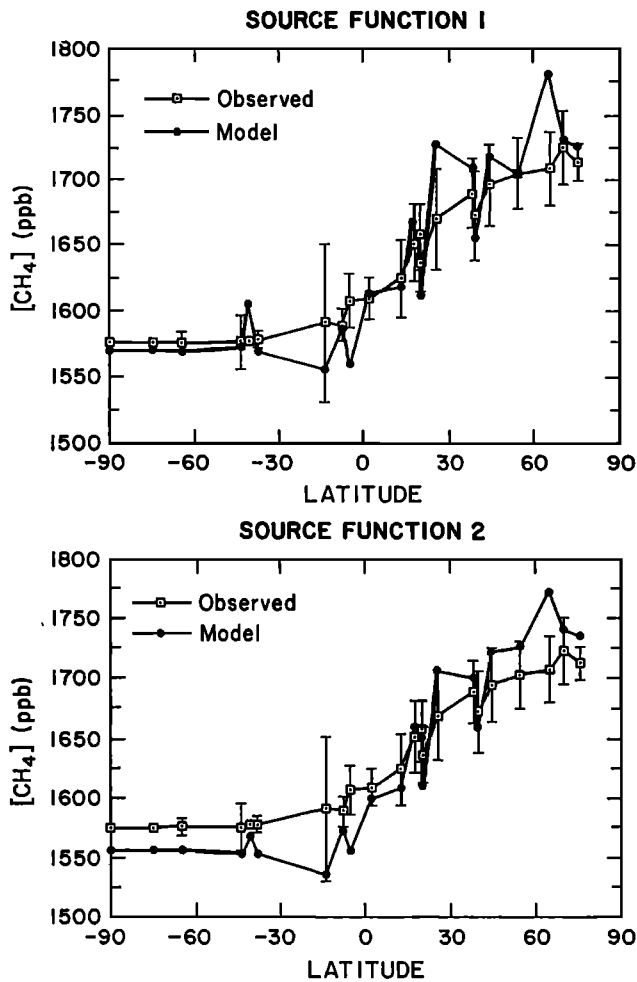 SOURCE FUNCTION 1
1800
1750
1700
1650
1600
1550
1500
[CH4] (ppb)
Observed
Model
-90 -60 -30 0 30 60 90
LATITUDE
SOURCE FUNCTION 2
1800
1750
1700
1650
1600
1550
1500
[CH4] (ppb)
Observed
Model
-90 -60 -30 0 30 60 90
LATITUDE